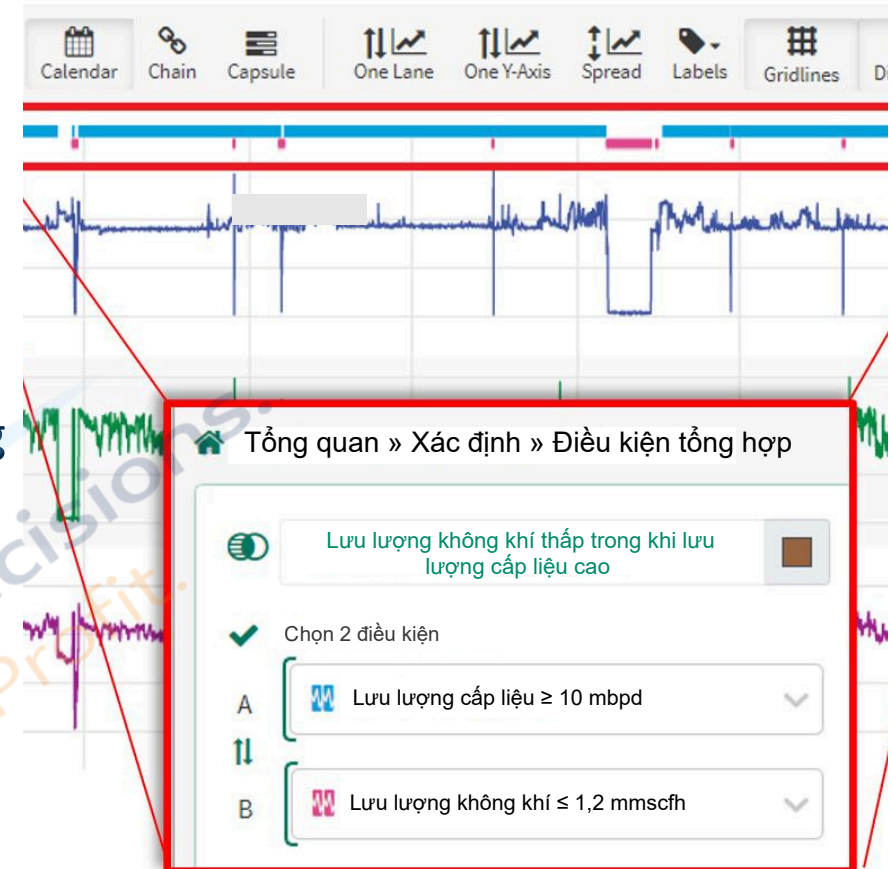 Calendar Chain Capsule One Lane One Y-Axis Spread Labels Gridlines
Tổng quan » Xác định » Điều kiện tổng hợp
Lưu lượng không khí thấp trong khi lưu
lượng cấp liệu cao
Chọn 2 điều kiện
A Lưu lượng cấp liệu ≥ 10 mbpd
B Lưu lượng không khí ≤ 1,2 mmscfh